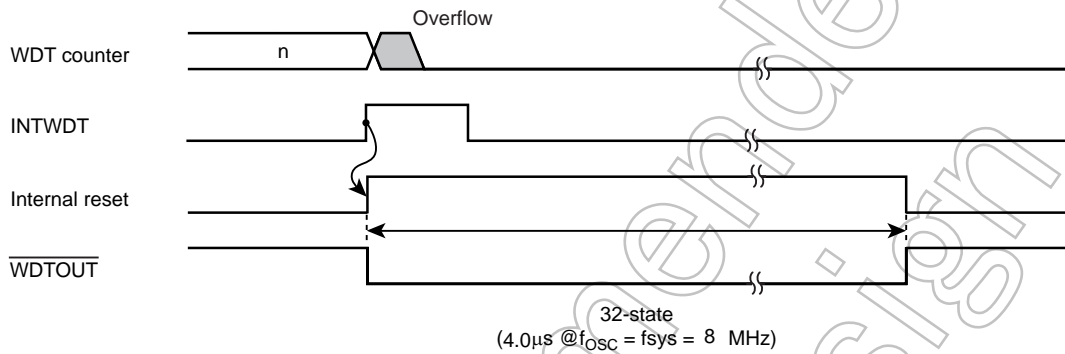 Overflow
WDT counter
n
INTWDT
Internal reset
WDTOUT
32-state
(4.0μs @fOSC = fsys = 8 MHz)